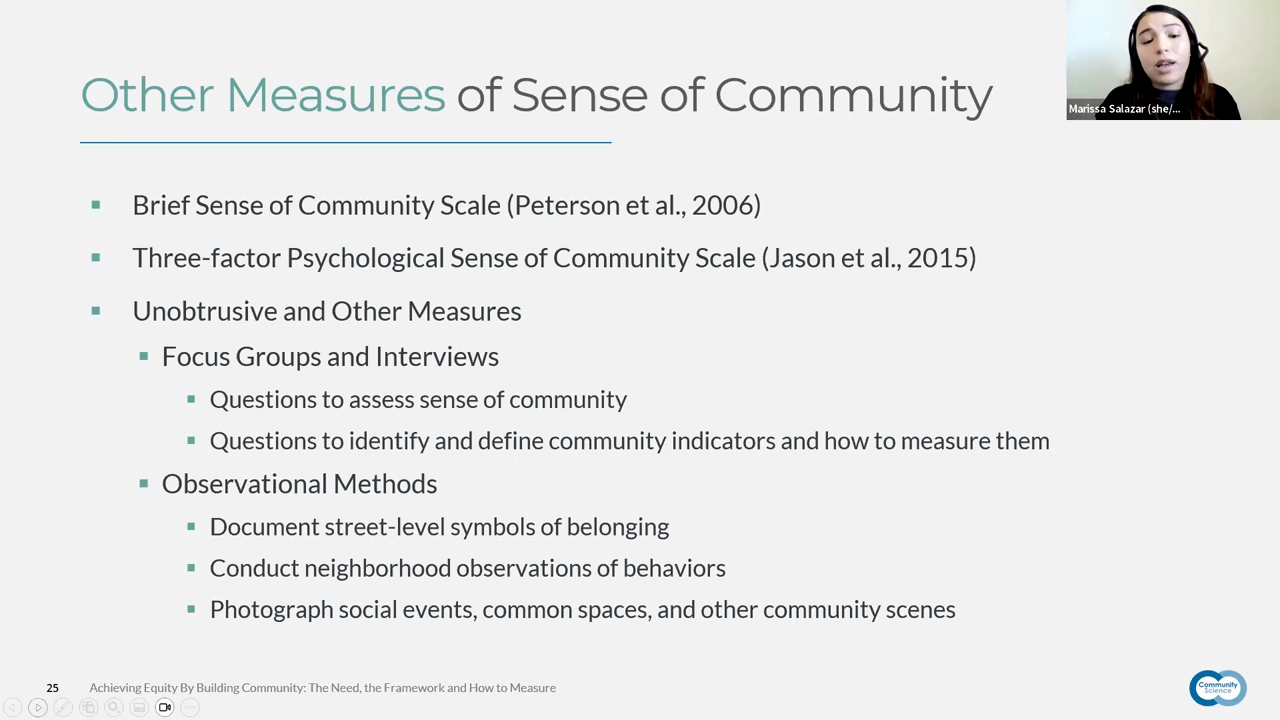 Other Measures of Sense of Community
Marissa Salazar (she/...
Brief Sense of Community Scale (Peterson et al., 2006)
Three-factor Psychological Sense of Community Scale (Jason et al., 2015)
Unobtrusive and Other Measures
Focus Groups and Interviews
Questions to assess sense of community
Questions to identify and define community indicators and how to measure them
Observational Methods
Document street-level symbols of belonging
Conduct neighborhood observations of behaviors
Photograph social events, common spaces, and other community scenes
25 Achieving Equity By Building Community: The Need, the Framework and How to Measure
Community
Science